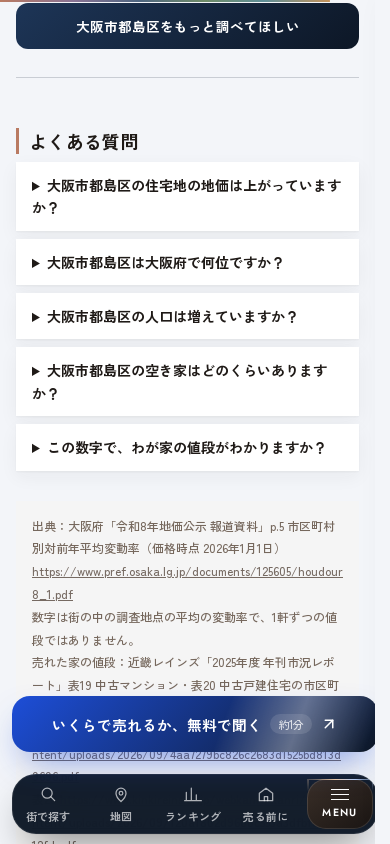 大阪市都島区をもっと調べてほしい
よくある質問
▶ 大阪市都島区の住宅地の地価は上がっています
か？
▶ 大阪市都島区は大阪府で何位ですか？
▶ 大阪市都島区の人口は増えていますか？
▶ 大阪市都島区の空き家はどのくらいあります
か？
▶ この数字で、わが家の値段がわかりますか？
出典：大阪府「令和8年地価公示 報道資料」p.5 市区町村
別対前年平均変動率（価格時点 2026年1月1日）
https://www.pref.osaka.lg.jp/documents/125605/houdour
8_1.pdf
数字は街の中の調査地点の平均の変動率で、1軒ずつの値
段ではありません。
売れた家の値段：近畿レインズ「2025年度 年刊市況レポ
ート」表19 中古マンション・表20 中古戸建住宅の市区町
いくらで売れるか、無料で聞く 約1分
街で探す 地図 ランキング 売る前に MENU